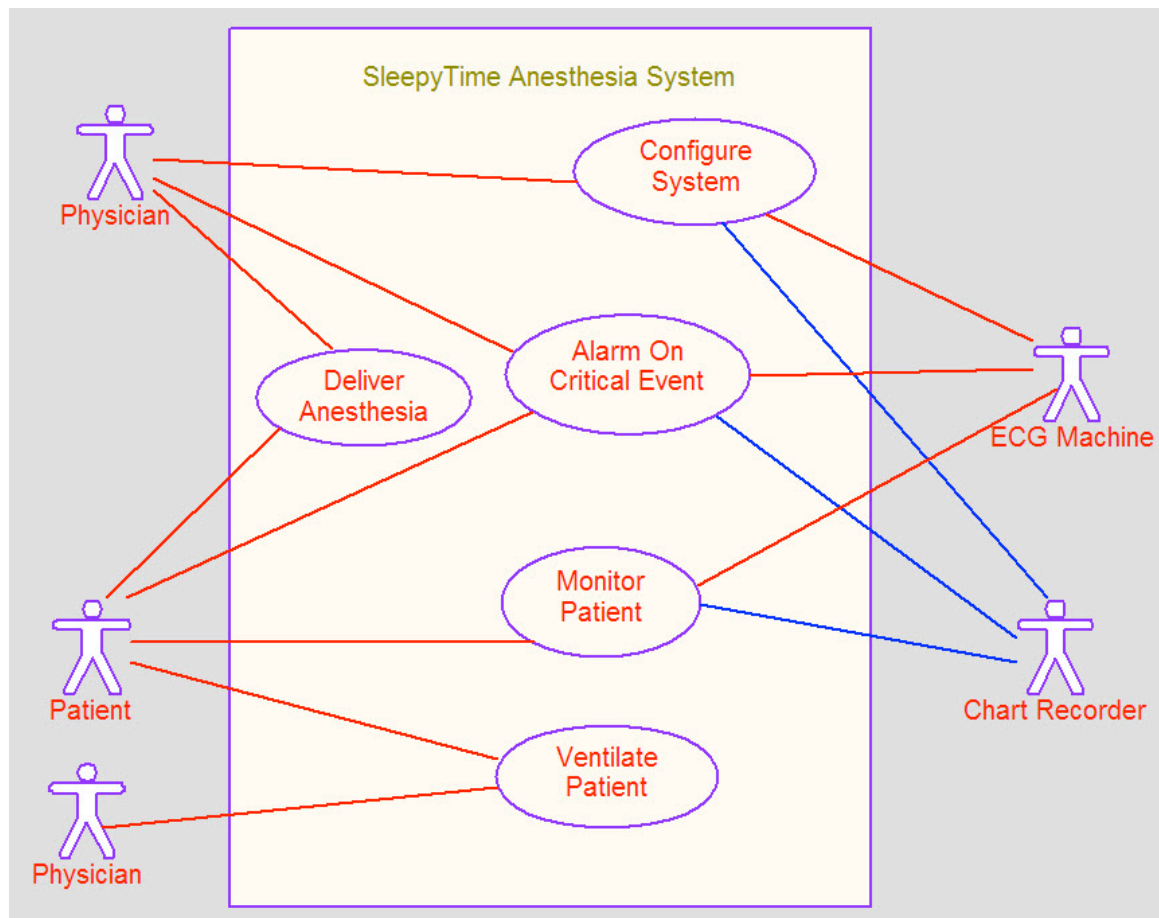 SleepyTime Anesthesia System
Physician
Configure
System
Deliver
Anesthesia
Alarm On
Critical Event
ECG Machine
Monitor
Patient
Patient
Chart Recorder
Ventilate
Patient
Physician